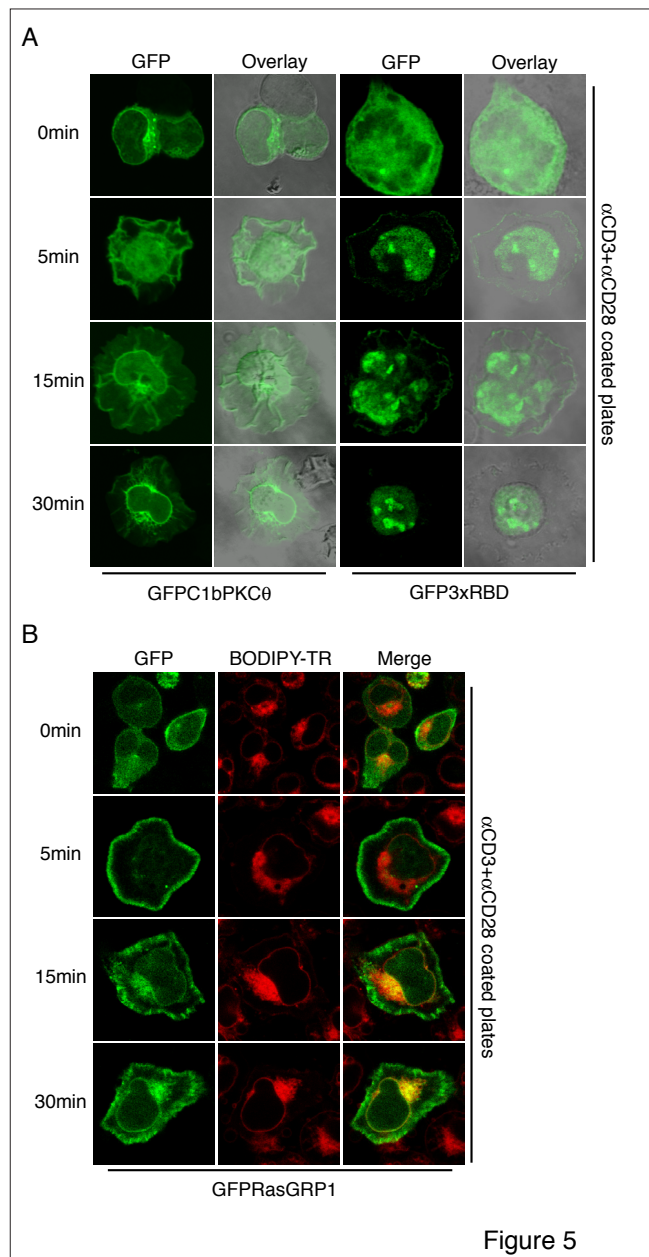 A
GFP Overlay GFP Overlay
0min
5min
15min
30min
αCD3+αCD28 coated plates
GFPC1bPKCθ GFP3xRBD
B
GFP BODIPY-TR Merge
0min
5min
15min
30min
αCD3+αCD28 coated plates
GFPRasGRP1
Figure 5